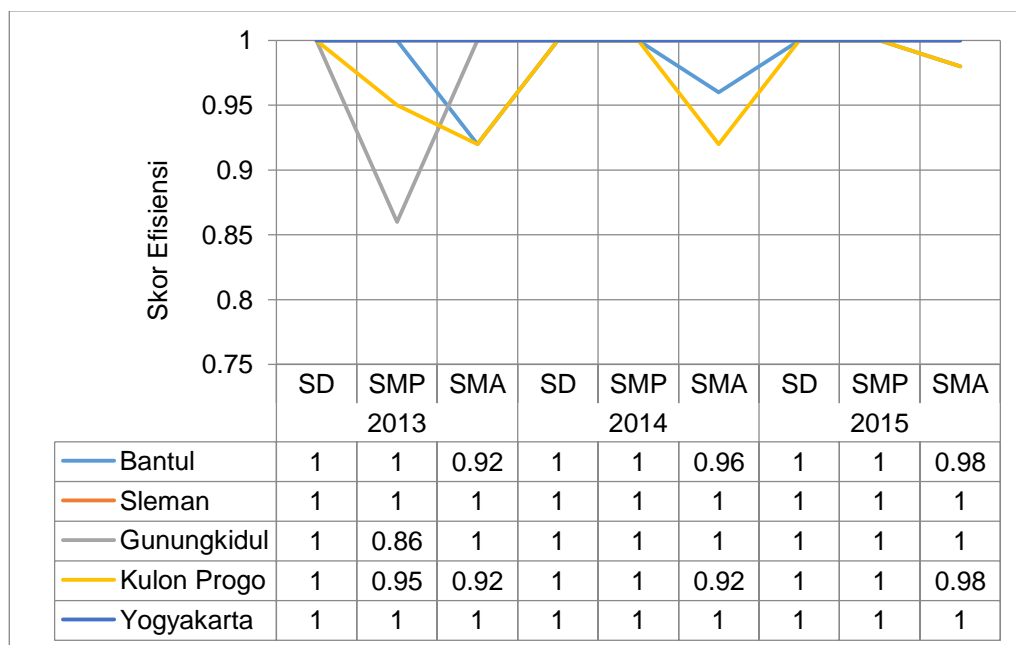 Skor Efisiensi
1
0.95
0.9
0.85
0.8
0.75
SD SMP SMA SD SMP SMA SD SMP SMA
2013 2014 2015
Bantul 1 1 0.92 1 1 0.96 1 1 0.98
Sleman 1 1 1 1 1 1 1 1 1
Gunungkidul 1 0.86 1 1 1 1 1 1 1
Kulon Progo 1 0.95 0.92 1 1 0.92 1 1 0.98
Yogyakarta 1 1 1 1 1 1 1 1 1